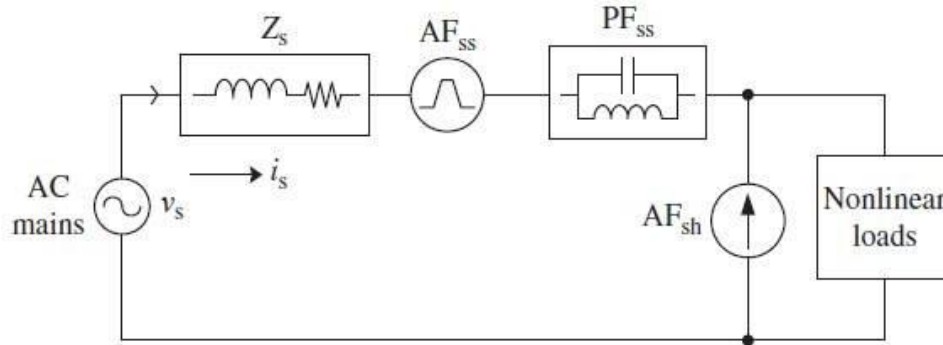 Z_s
AF_ss
PF_ss
i_s
AC
mains
v_s
AF_sh
Nonlinear
loads